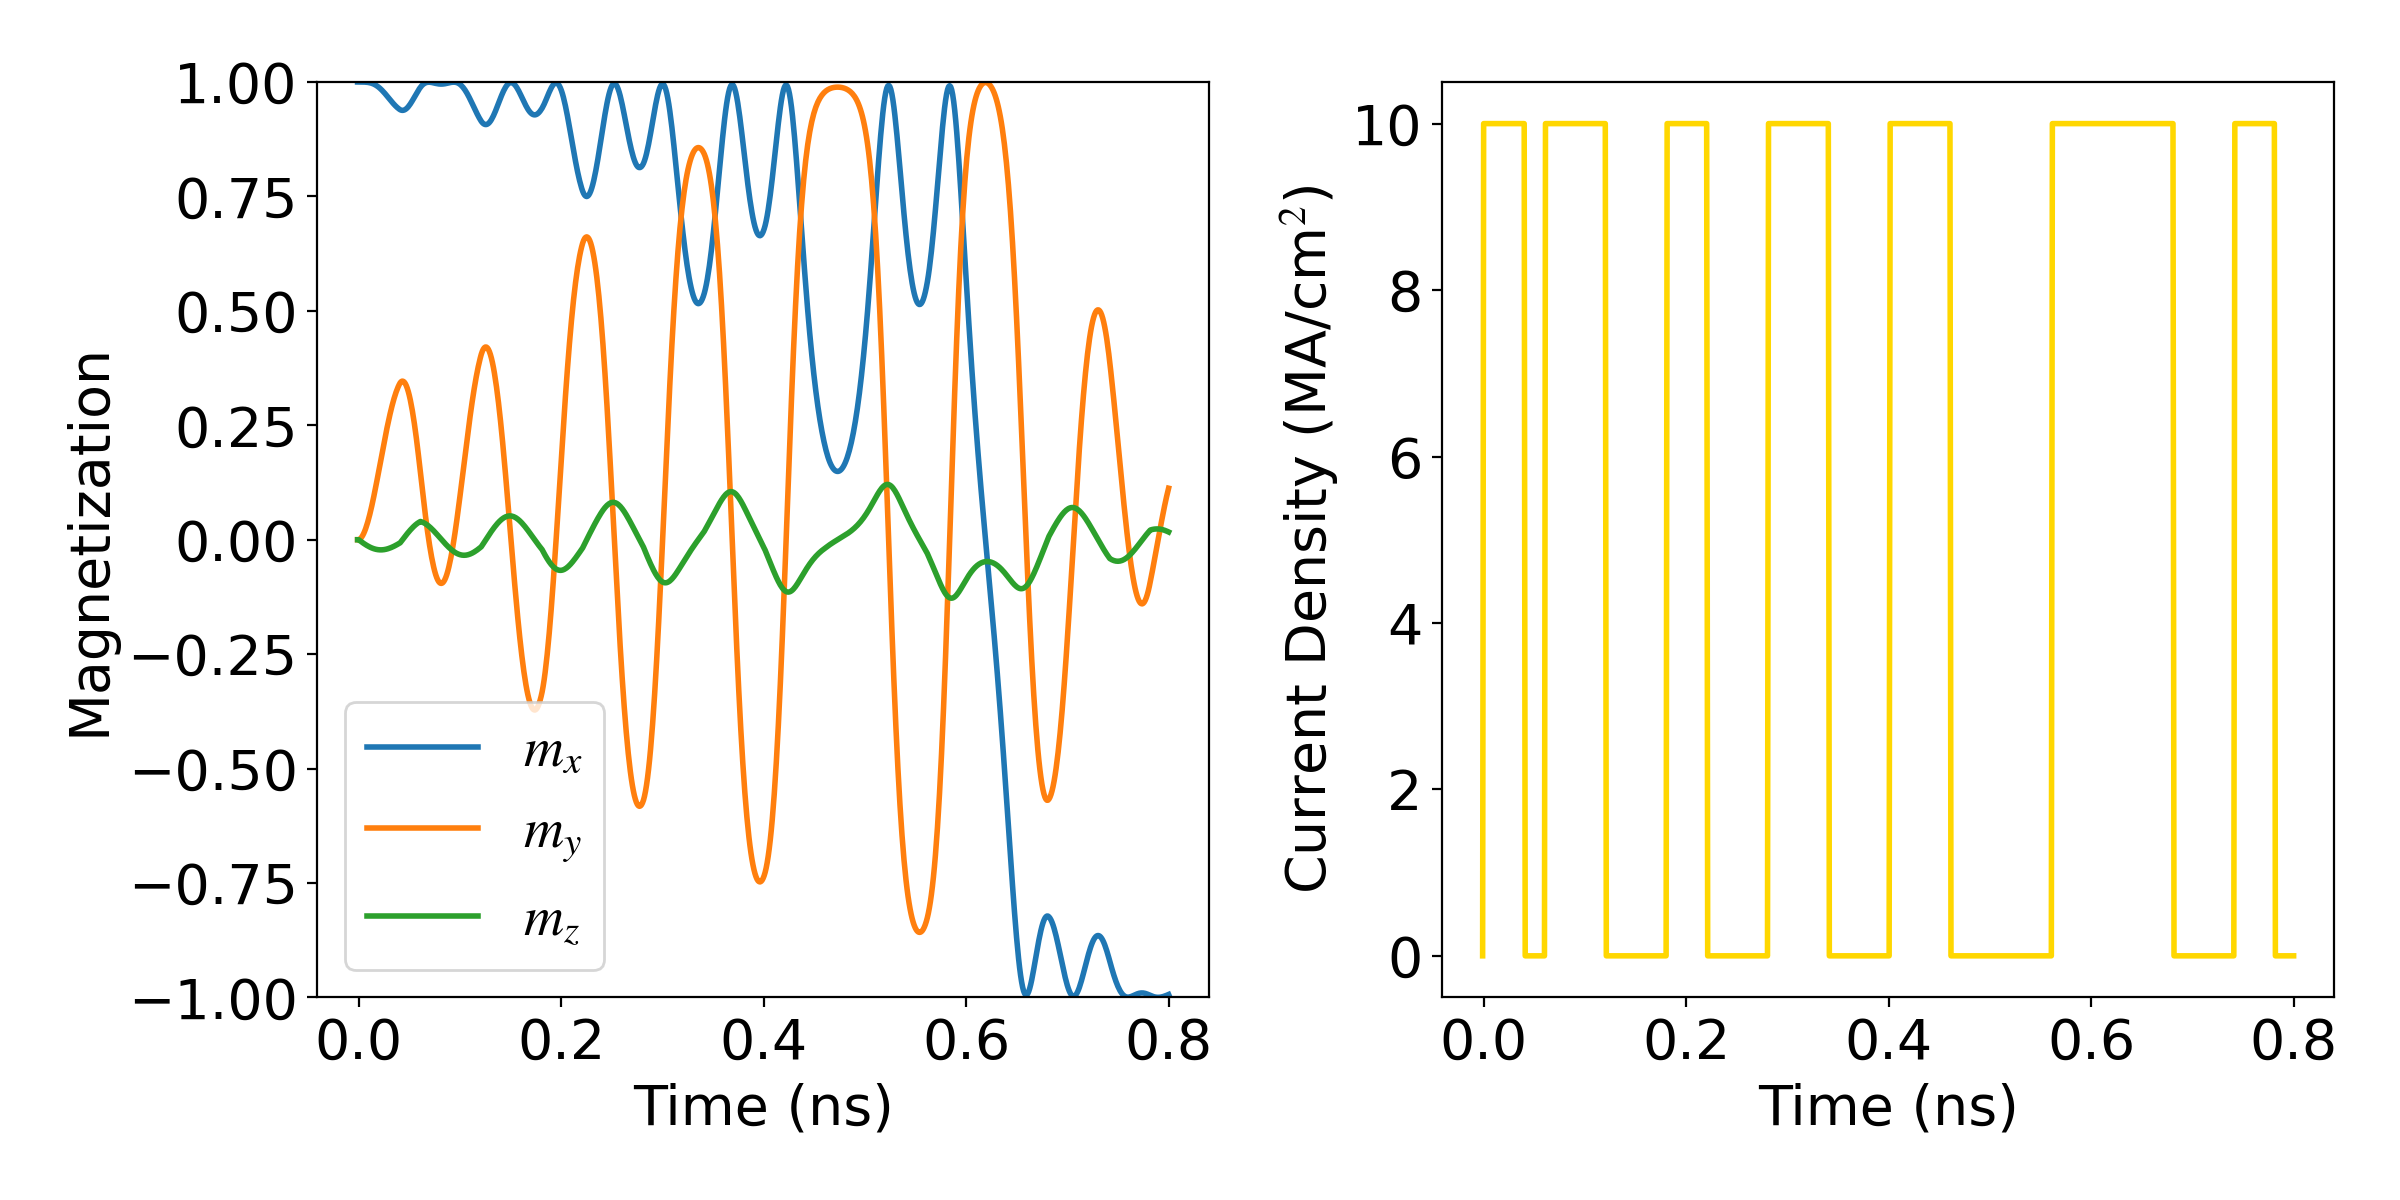 1.00
0.75
0.50
0.25
0.00
−0.25
−0.50
−0.75
−1.00
Magnetization
m_x
m_y
m_z
0.0 0.2 0.4 0.6 0.8
Time (ns)
10
8
6
4
2
0
Current Density (MA/cm²)
0.0 0.2 0.4 0.6 0.8
Time (ns)